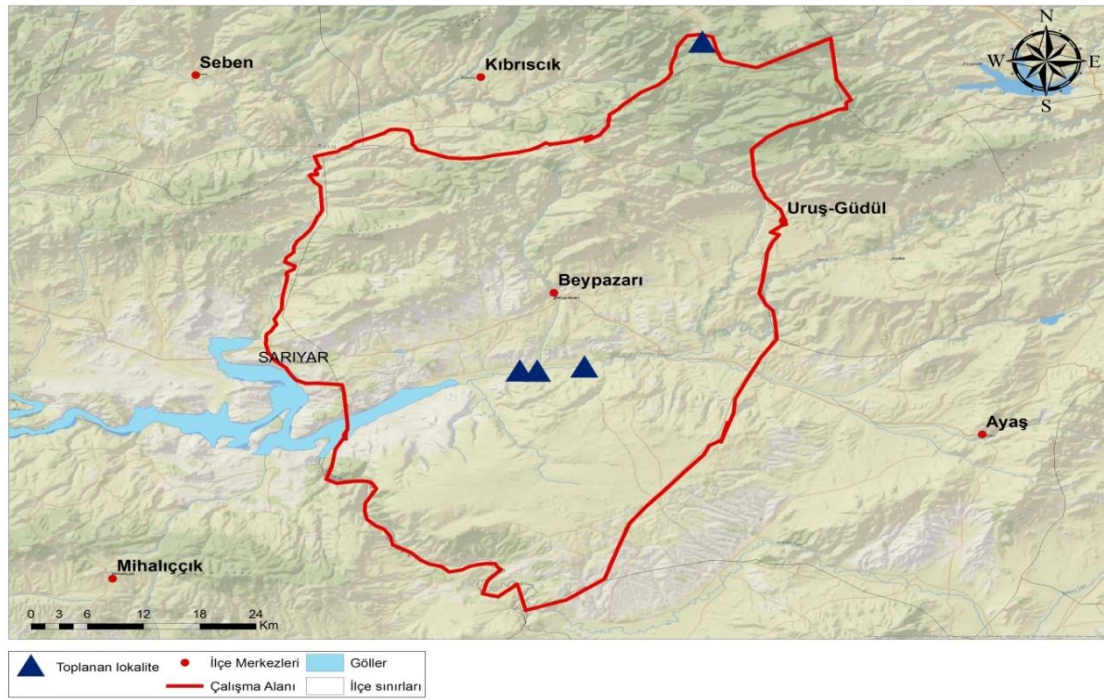 N
Seben
Kıbrıscık
W
E
S
Uruş-Güdül
Beypazarı
SARIYAR
Ayaş
Mihalıççık
0 3 6 12 18 24
Km
Toplanan lokalite
İlçe Merkezleri
Göller
Çalışma Alanı
İlçe sınırları